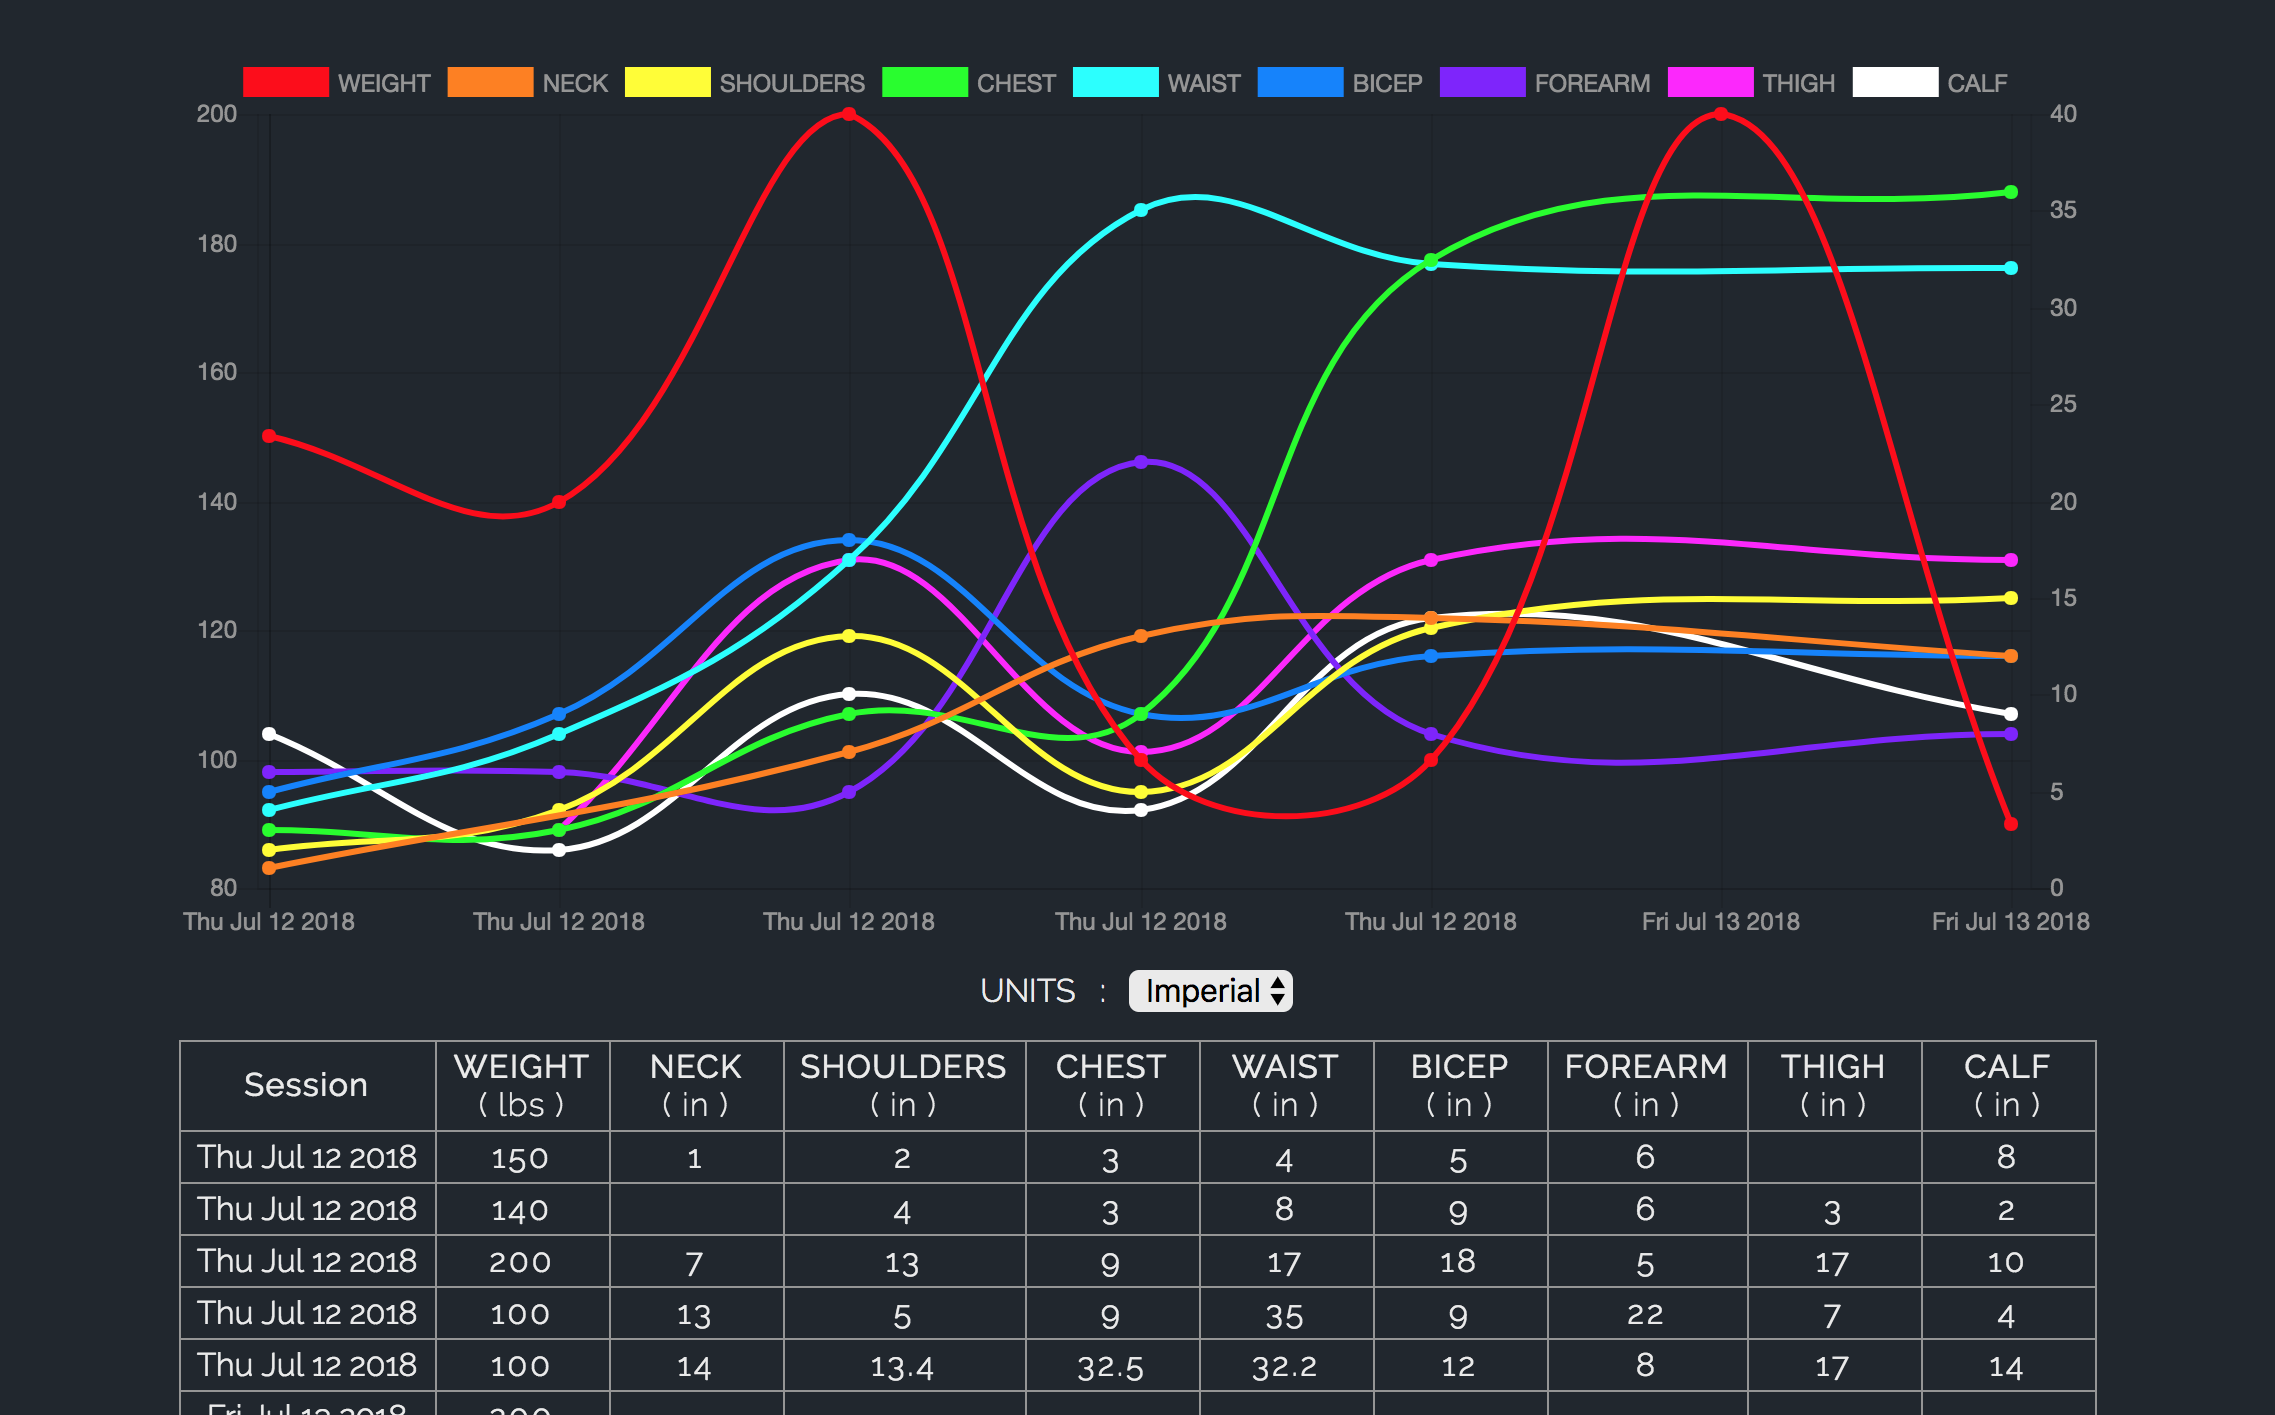 WEIGHT NECK SHOULDERS CHEST WAIST BICEP FOREARM THIGH CALF
200 40
35
180
30
160
25
140 20
120 15
10
100
5
80 0
Thu Jul 12 2018 Thu Jul 12 2018 Thu Jul 12 2018 Thu Jul 12 2018 Thu Jul 12 2018 Fri Jul 13 2018 Fri Jul 13 2018
UNITS : Imperial
Session WEIGHT ( lbs ) NECK ( in ) SHOULDERS ( in ) CHEST ( in ) WAIST ( in ) BICEP ( in ) FOREARM ( in ) THIGH ( in ) CALF ( in )
Thu Jul 12 2018 150 1 2 3 4 5 6 8
Thu Jul 12 2018 140 4 3 8 9 6 3 2
Thu Jul 12 2018 200 7 13 9 17 18 5 17 10
Thu Jul 12 2018 100 13 5 9 35 9 22 7 4
Thu Jul 12 2018 100 14 13.4 32.5 32.2 12 8 17 14
Fri Jul 13 2018 200